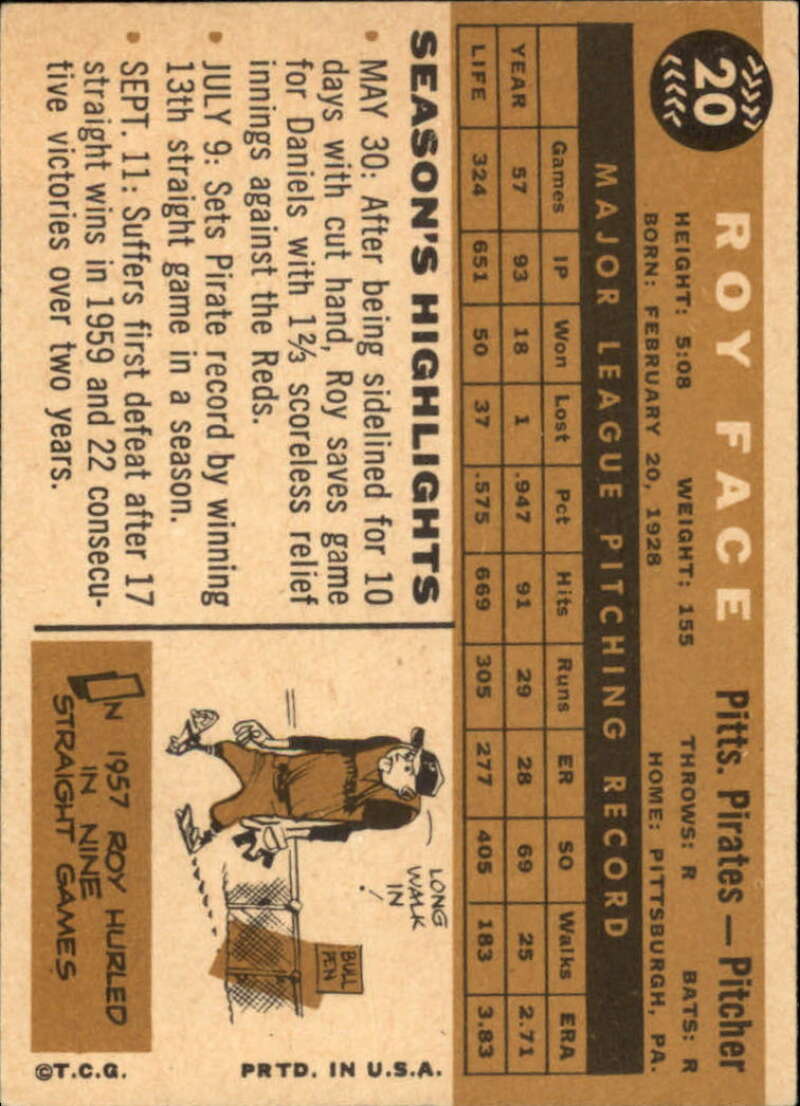 20
ROY FACE Pitts. Pirates — Pitcher
HEIGHT: 5:08 WEIGHT: 155 THROWS: R BATS: R
BORN: FEBRUARY 20, 1928 HOME: PITTSBURGH, PA.
MAJOR LEAGUE PITCHING RECORD
Games IP Won Lost Pct Hits Runs ER SO Walks ERA
YEAR 57 93 18 1 .947 91 29 28 69 25 2.71
LIFE 324 651 50 37 .575 669 305 277 405 183 3.83
SEASON'S HIGHLIGHTS
• MAY 30: After being sidelined for 10
days with cut hand, Roy saves game
for Daniels with 1⅔ scoreless relief
innings against the Reds.
• JULY 9: Sets Pirate record by winning
13th straight game in a season.
• SEPT. 11: Suffers first defeat after 17
straight wins in 1959 and 22 consecu-
tive victories over two years.
LONG
WALK
IN
!
BULL
PEN
IN 1957 ROY HURLED
IN NINE
STRAIGHT GAMES
©T.C.G. PRTD. IN U.S.A.